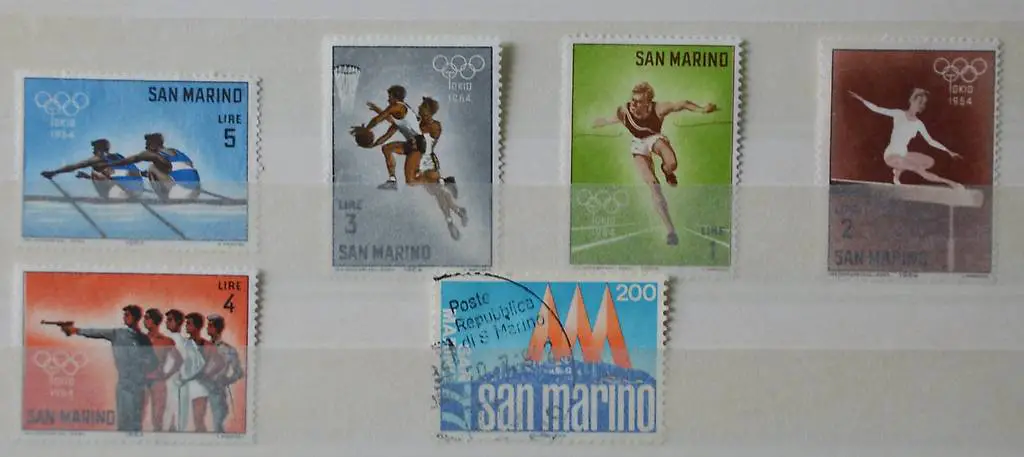 SAN MARINO
LIRE
5
TOKIO
1964
TOKIO
1964
LIRE
3
SAN MARINO
SAN MARINO
TOKIO
1964
LIRE
1
TOKIO
1964
2
SAN MARINO
LIRE
4
TOKIO
1964
SAN MARINO
200
Poste
Repubblica
di S Marino
san marino